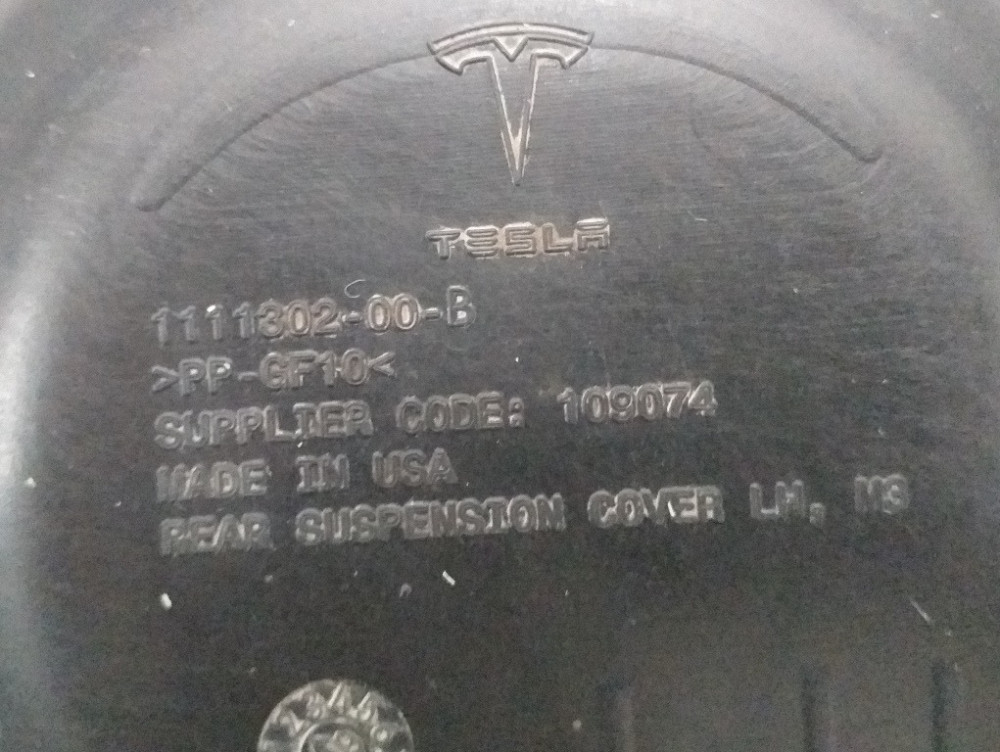 TESLA
1111302-00-B
>PP-GF10<
SUPPLIER CODE: 109074
MADE IN USA
REAR SUSPENSION COVER LH, M3